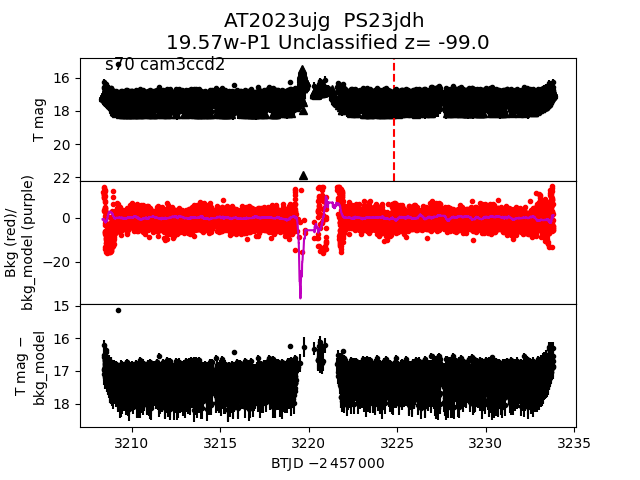 AT2023ujg PS23jdh
19.57w-P1 Unclassified z= -99.0
s70 cam3ccd2
T mag
16
18
20
22
Bkg (red)/
bkg_model (purple)
0
−20
T mag −
bkg_model
15
16
17
18
3210
3215
3220
3225
3230
3235
BTJD −2 457 000